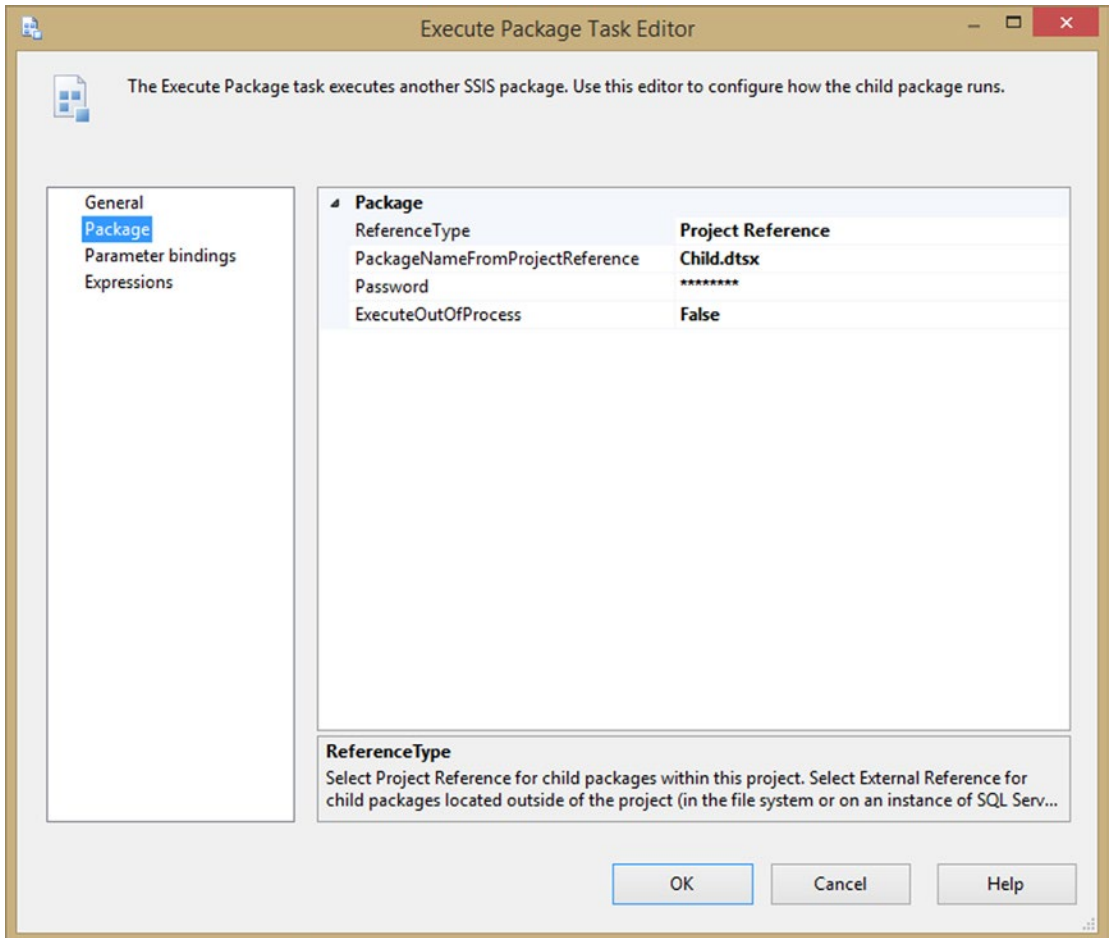 Execute Package Task Editor
The Execute Package task executes another SSIS package. Use this editor to configure how the child package runs.
General
Package
Parameter bindings
Expressions
Package
ReferenceType Project Reference
PackageNameFromProjectReference Child.dtsx
Password ********
ExecuteOutOfProcess False
ReferenceType
Select Project Reference for child packages within this project. Select External Reference for
child packages located outside of the project (in the file system or on an instance of SQL Serv...
OK Cancel Help